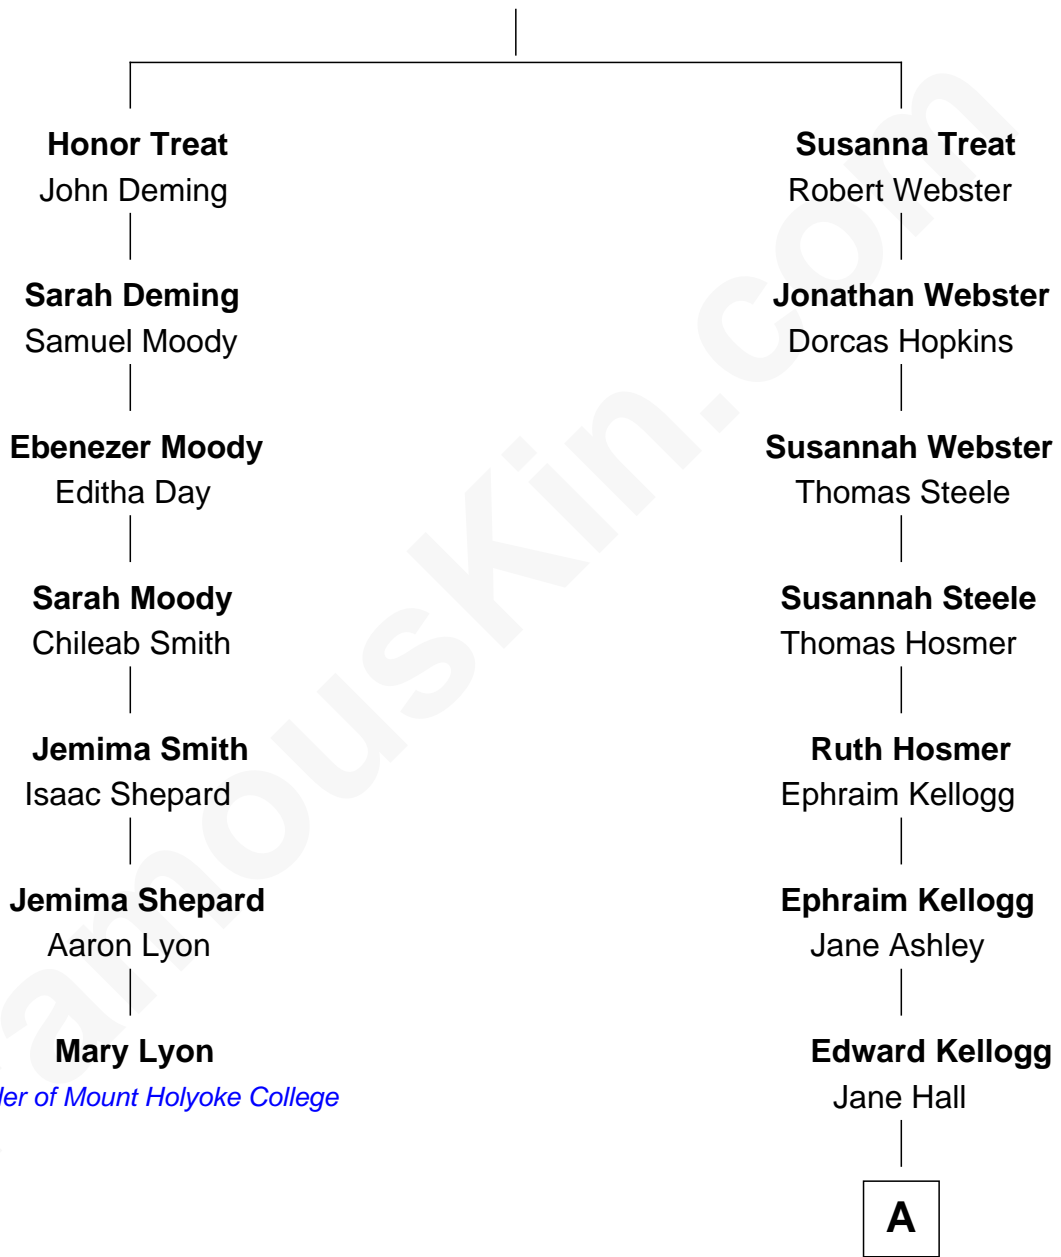 Honor Treat
John Deming
Sarah Deming
Samuel Moody
Ebenezer Moody
Editha Day
Sarah Moody
Chileab Smith
Jemima Smith
Isaac Shepard
Jemima Shepard
Aaron Lyon
Mary Lyon
der of Mount Holyoke College
Susanna Treat
Robert Webster
Jonathan Webster
Dorcas Hopkins
Susannah Webster
Thomas Steele
Susannah Steele
Thomas Hosmer
Ruth Hosmer
Ephraim Kellogg
Ephraim Kellogg
Jane Ashley
Edward Kellogg
Jane Hall
A
amouskin.com